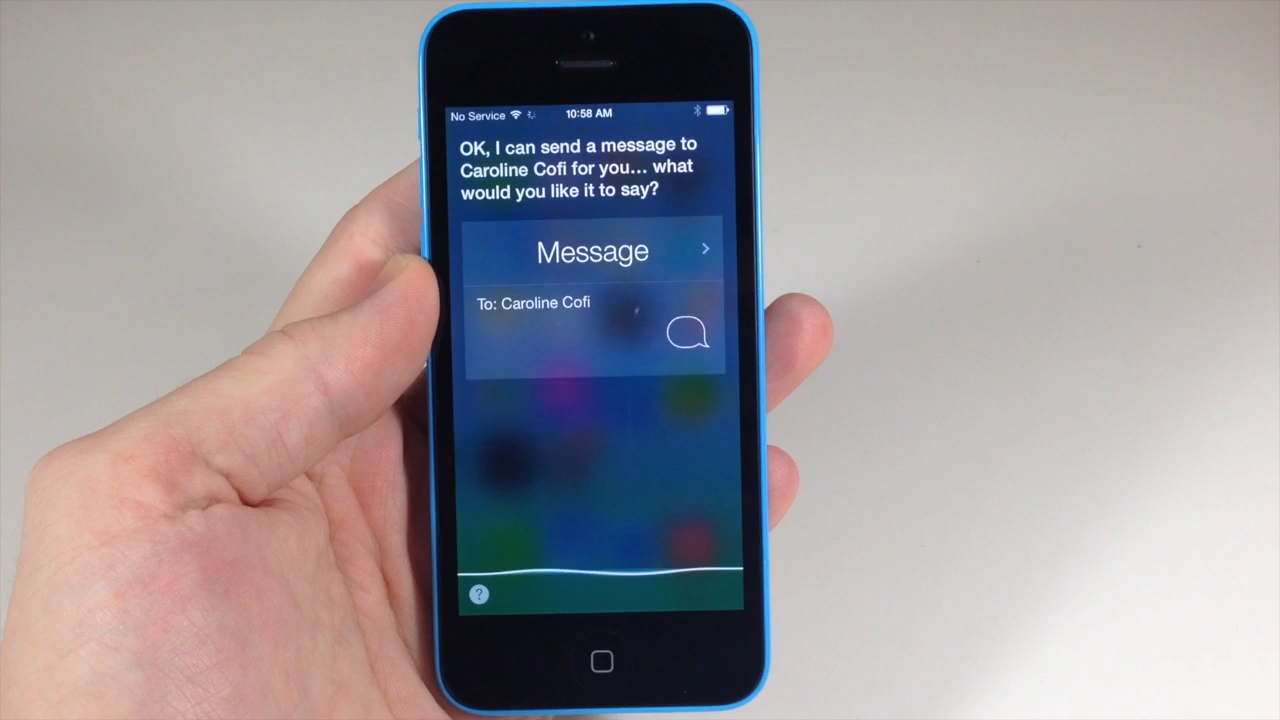 No Service 10:58 AM
OK, I can send a message to
Caroline Cofi for you... what
would you like it to say?
Message
To: Caroline Cofi
?